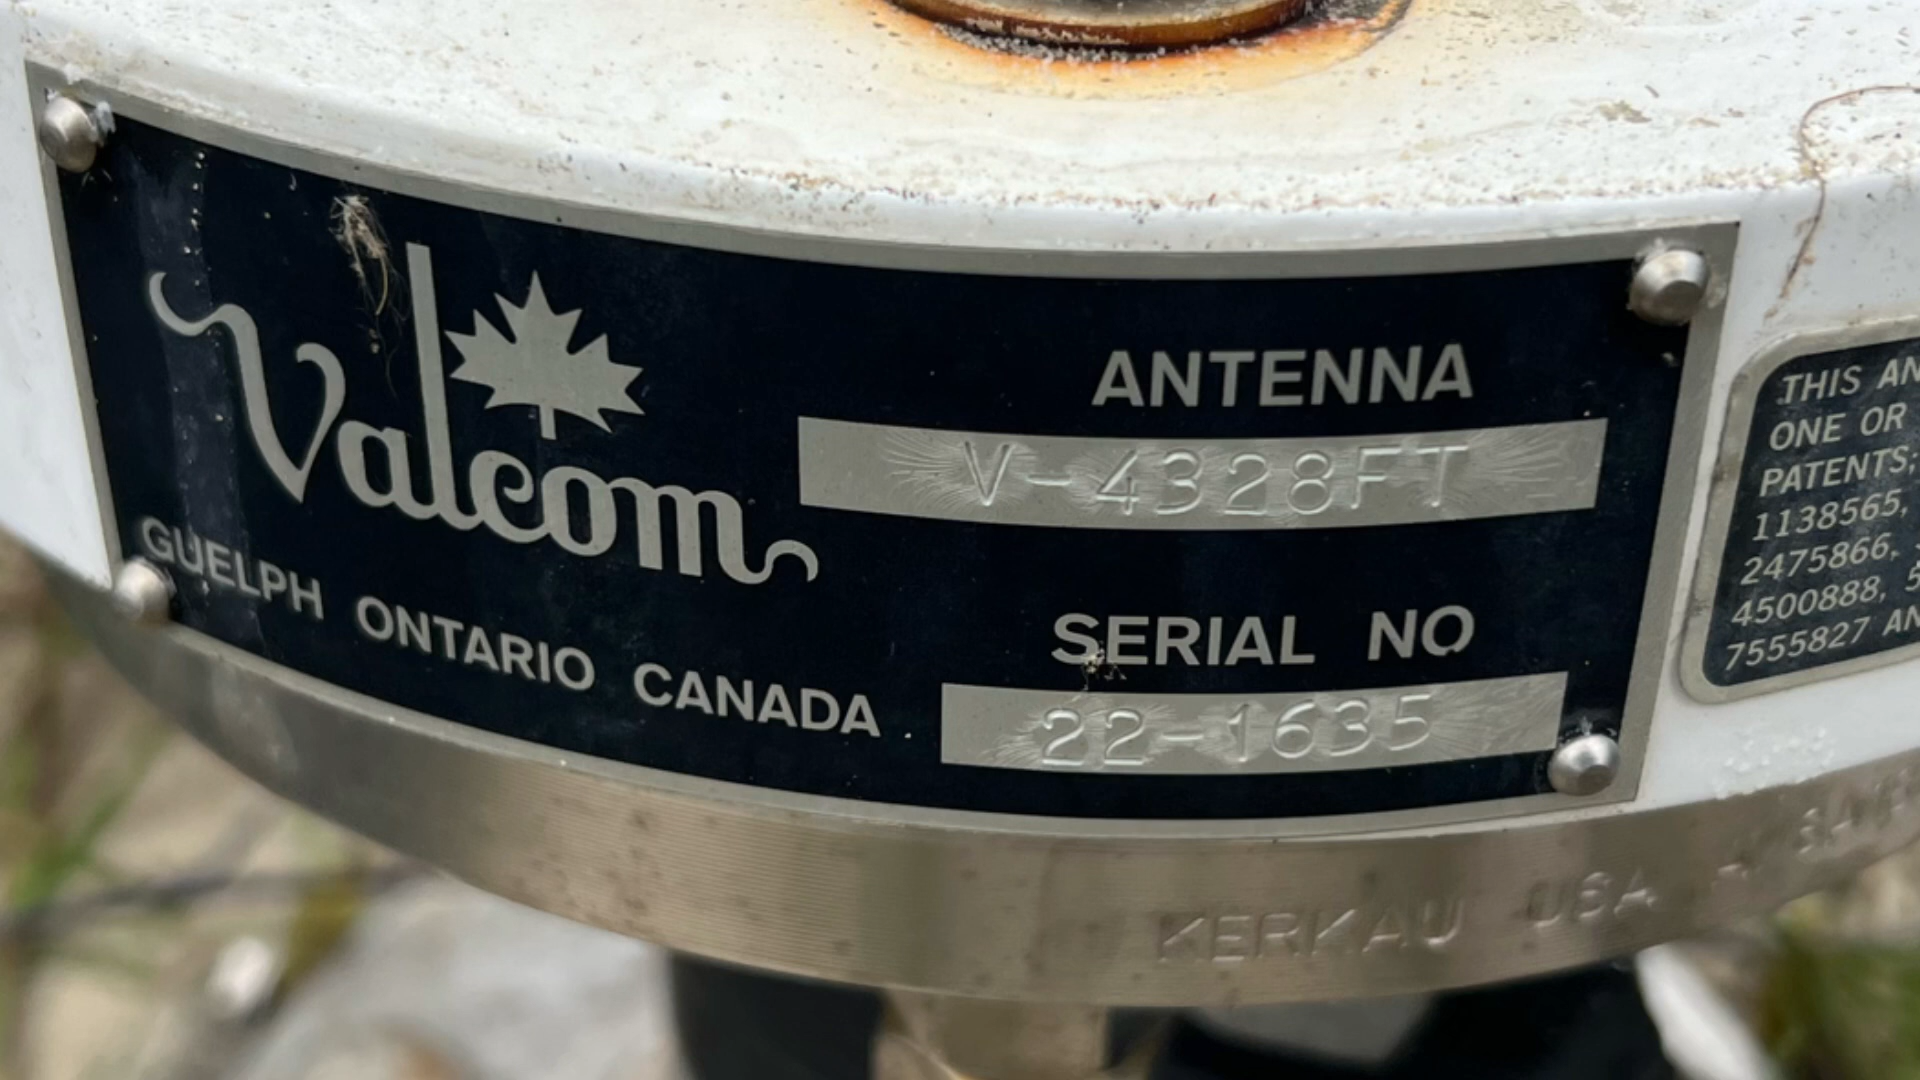 Valcom
GUELPH ONTARIO CANADA
ANTENNA
V-4328FT
SERIAL NO
22-1635
THIS AN
ONE OR
PATENTS;
1138565,
2475866,
4500888, 5
7555827 AN
KERKAU USA